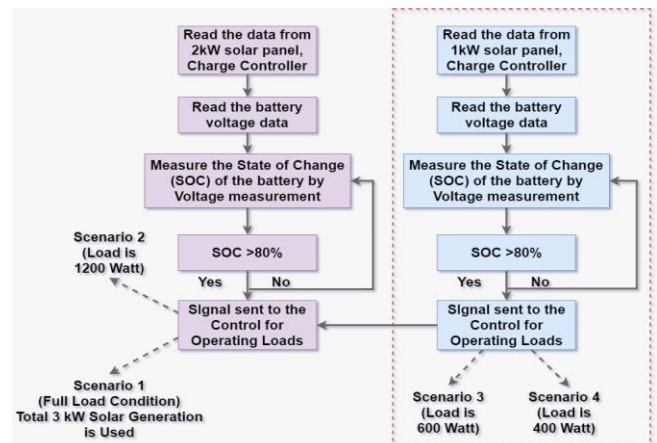 Read the data from
2kW solar panel,
Charge Controller
Read the battery
voltage data
Measure the State of Change
(SOC) of the battery by
Voltage measurement
SOC >80%
Yes
No
SIgnal sent to the
Control for
Operating Loads
Scenario 2
(Load is
1200 Watt)
Scenario 1
(Full Load Condition)
Total 3 kW Solar Generation
is Used
Read the data from
1kW solar panel,
Charge Controller
Read the battery
voltage data
Measure the State of Change
(SOC) of the battery by
Voltage measurement
SOC >80%
Yes
No
SIgnal sent to the
Control for
Operating Loads
Scenario 3
(Load is
600 Watt)
Scenario 4
(Load is
400 Watt)